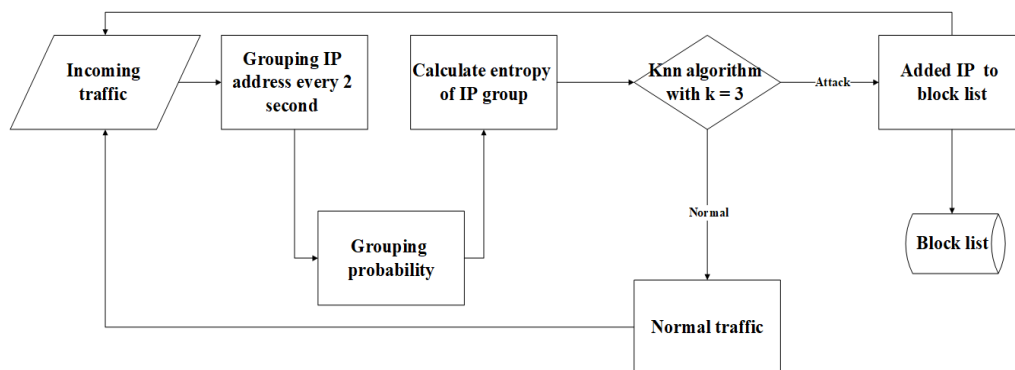 Incoming
traffic
Grouping IP
address every 2
second
Calculate entropy
of IP group
Knn algorithm
with k = 3
Attack
Added IP to
block list
Normal
Grouping
probability
Block list
Normal traffic